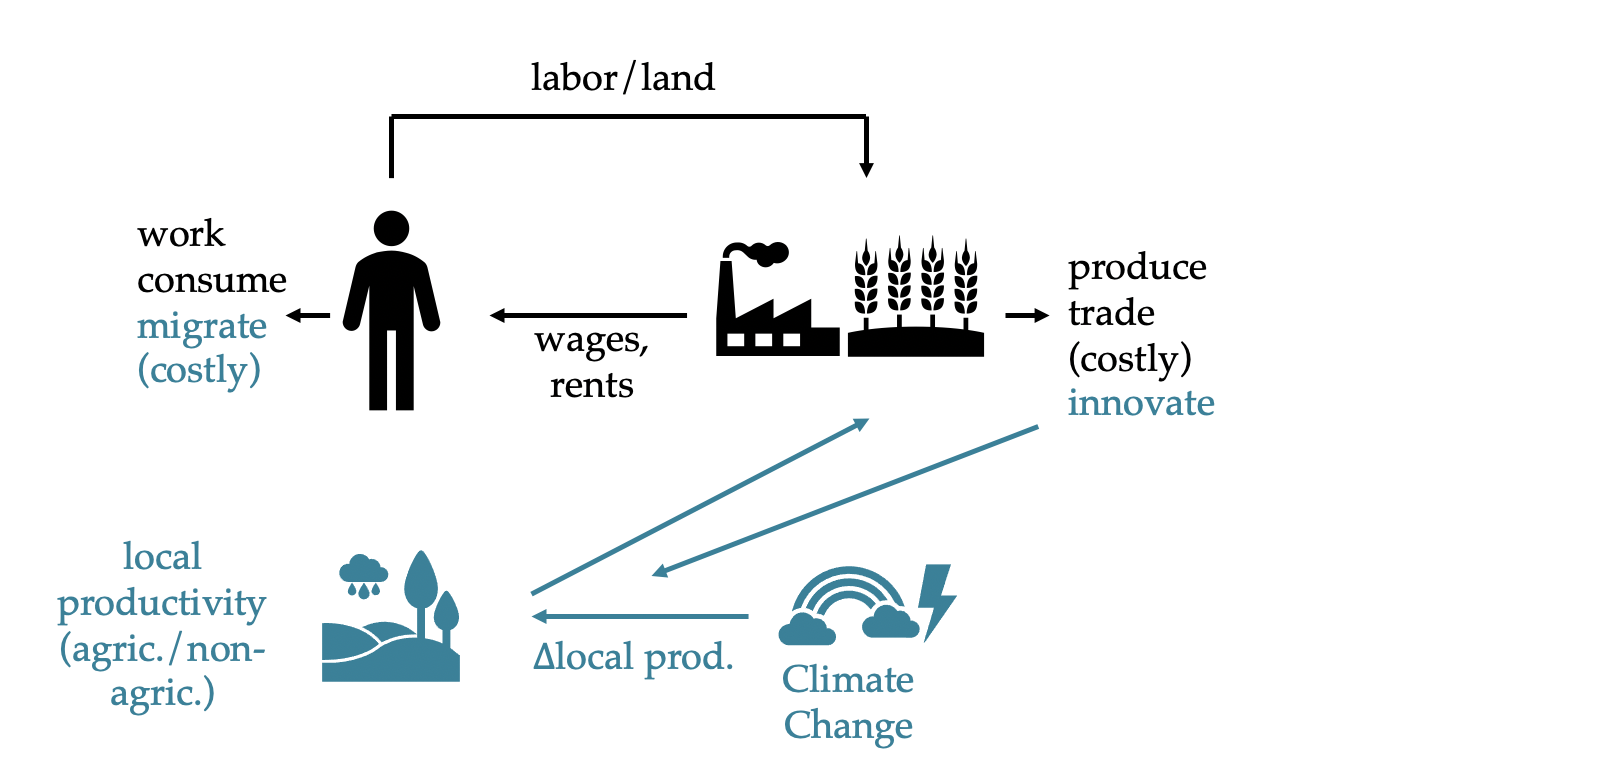 labor/land
work
consume
migrate
(costly)
wages,
rents
produce
trade
(costly)
innovate
local
productivity
(agric./non-
agric.)
Δlocal prod.
Climate
Change